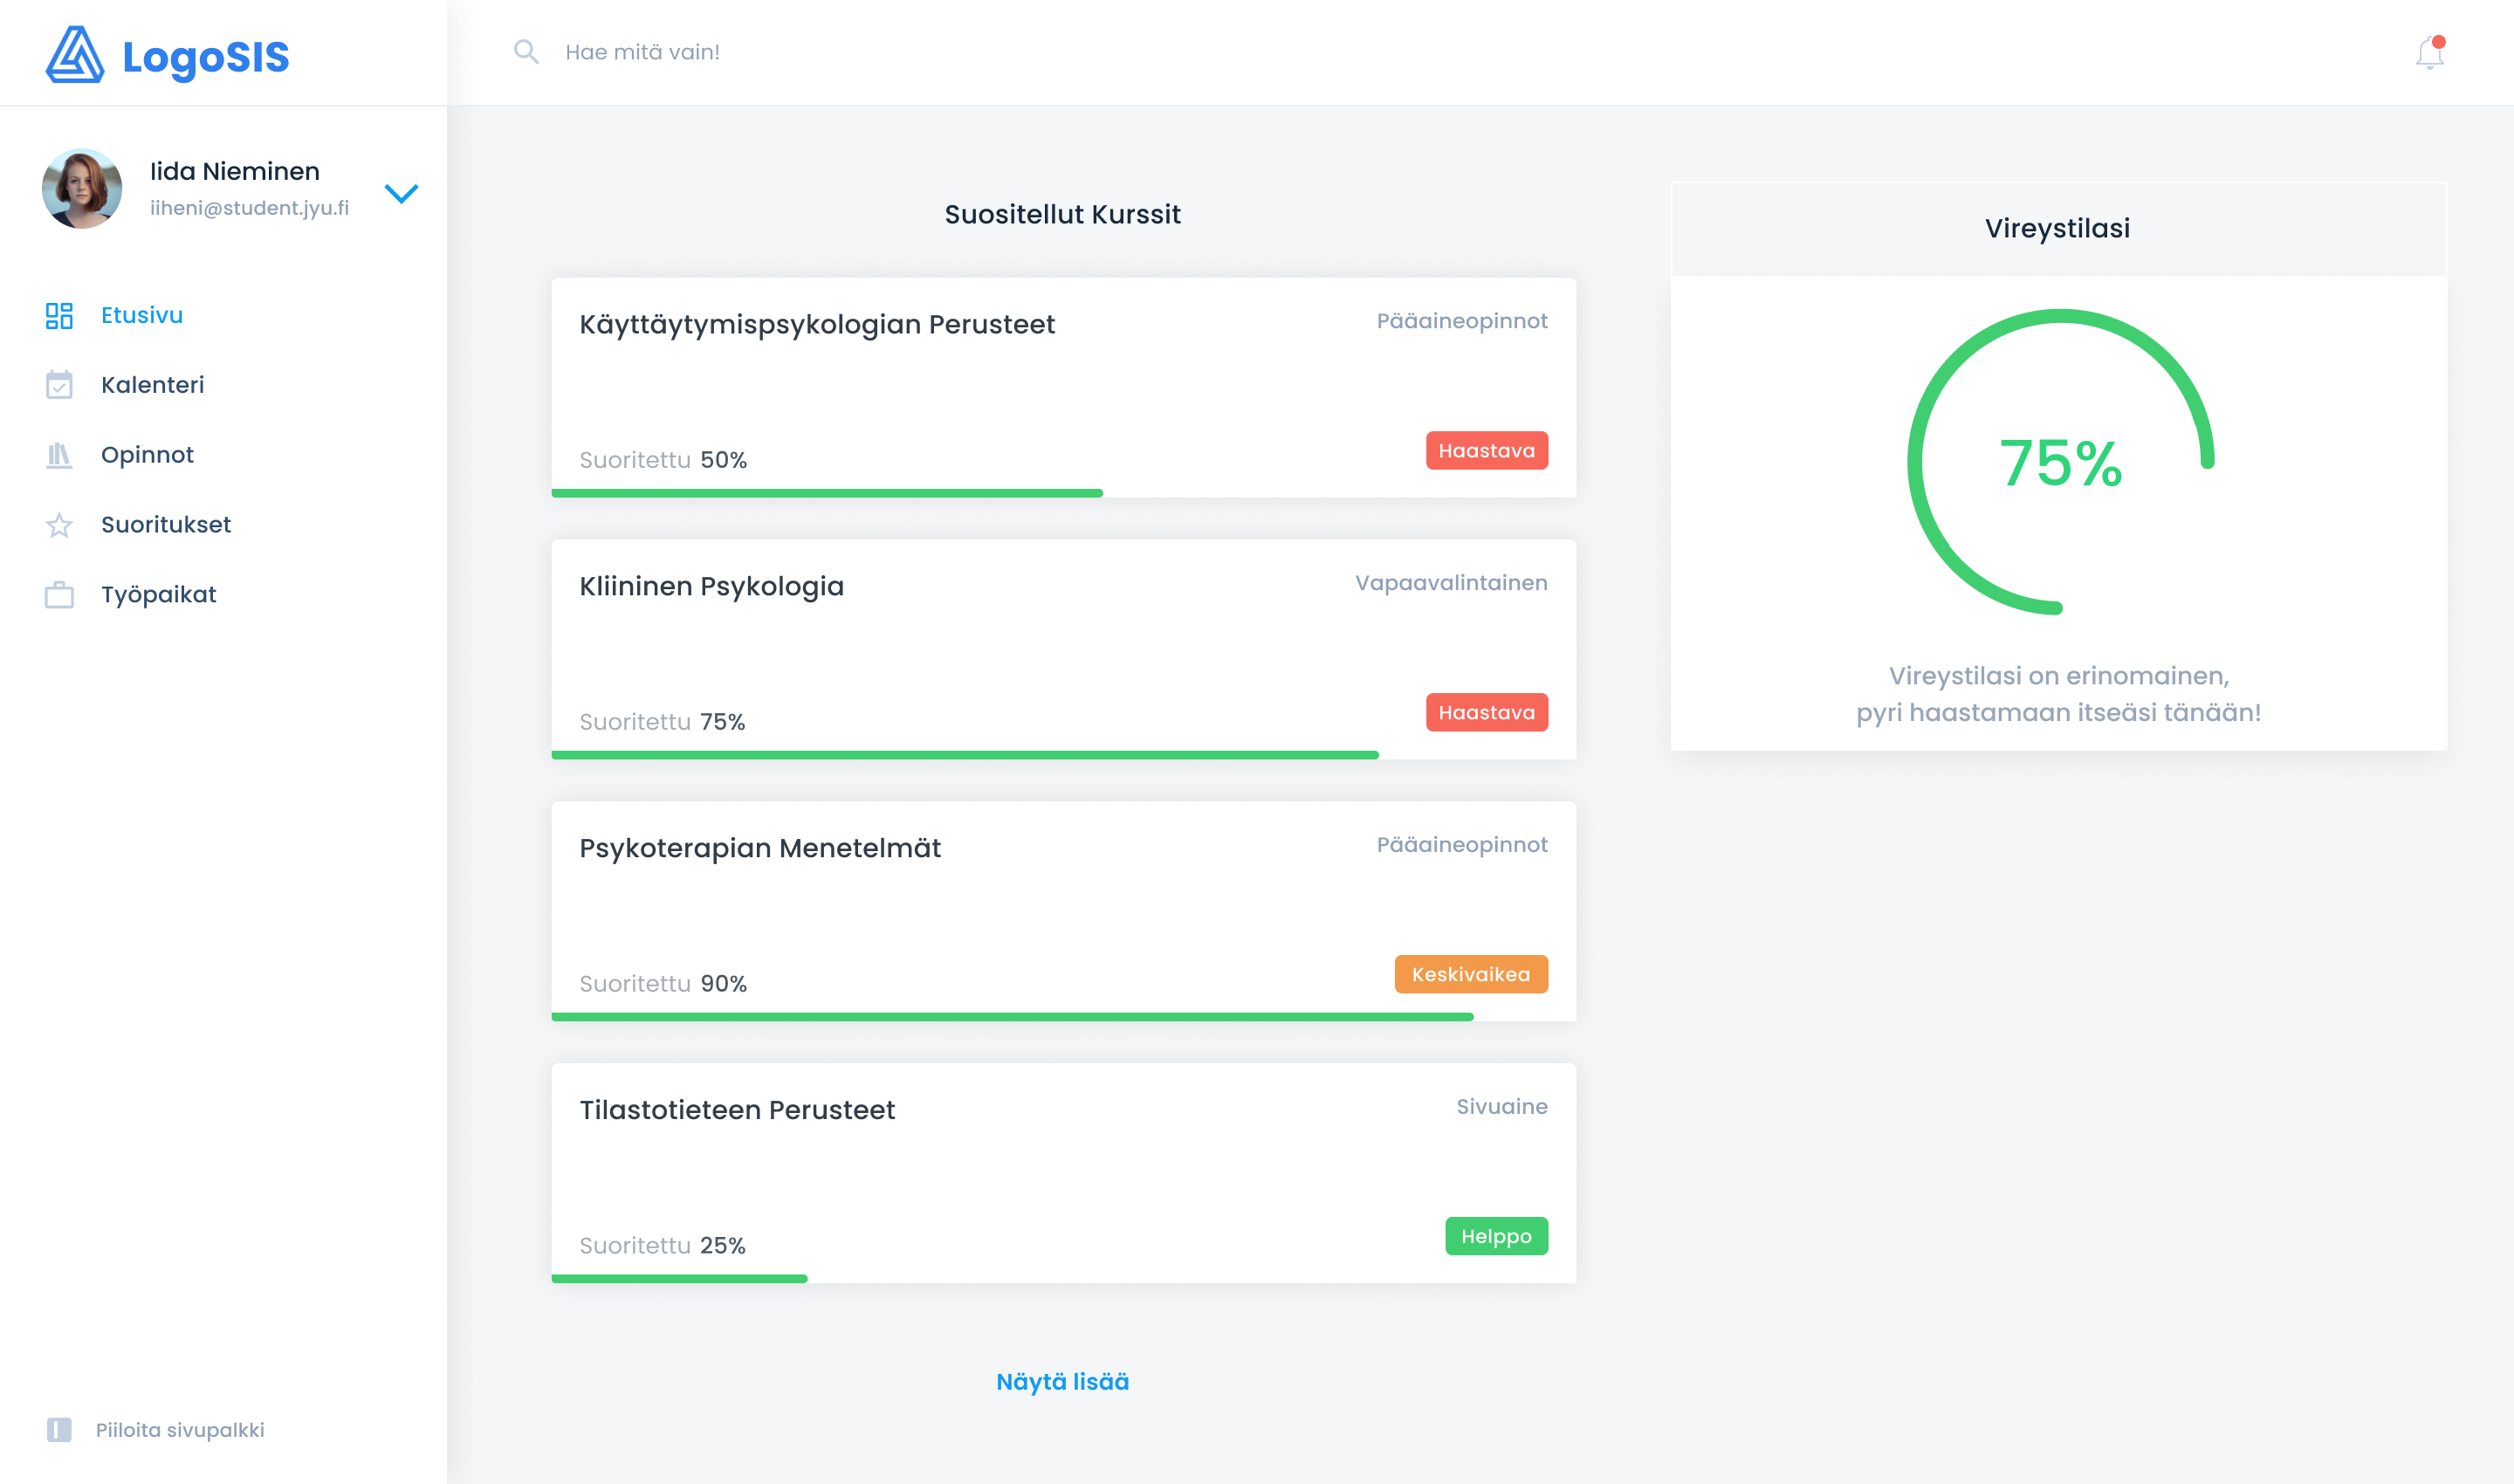 LogoSIS
Hae mitä vain!
Iida Nieminen
iiheni@student.jyu.fi
Etusivu
Kalenteri
Opinnot
Suoritukset
Työpaikat
Piiloita sivupalkki
Suositellut Kurssit
Käyttäytymispsykologian Perusteet
Pääaineopinnot
Suoritettu 50%
Haastava
Kliininen Psykologia
Vapaavalintainen
Suoritettu 75%
Haastava
Psykoterapian Menetelmät
Pääaineopinnot
Suoritettu 90%
Keskivaikea
Tilastotieteen Perusteet
Sivuaine
Suoritettu 25%
Helppo
Näytä lisää
Vireystilasi
75%
Vireystilasi on erinomainen,
pyri haastamaan itseäsi tänään!